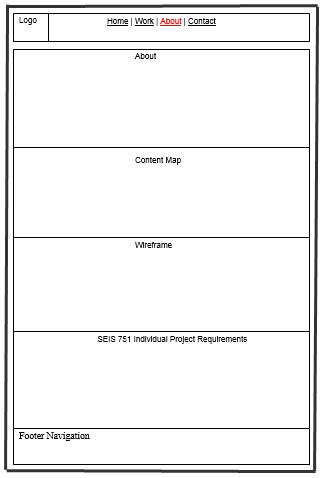 Logo
Home | Work | About | Contact
About
Content Map
Wireframe
SEIS 751 Individual Project Requirements
Footer Navigation